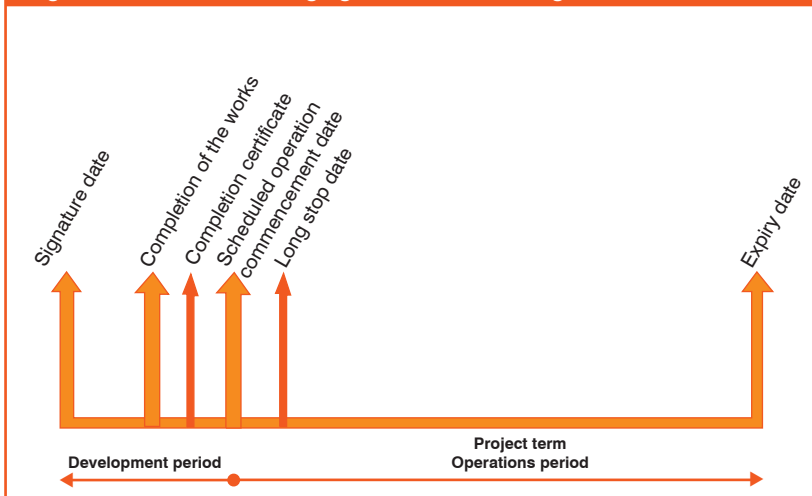 Signature date
Completion of the works
Completion certificate
Scheduled operation
commencement date
Long stop date
Expiry date
Project term
Development period
Operations period